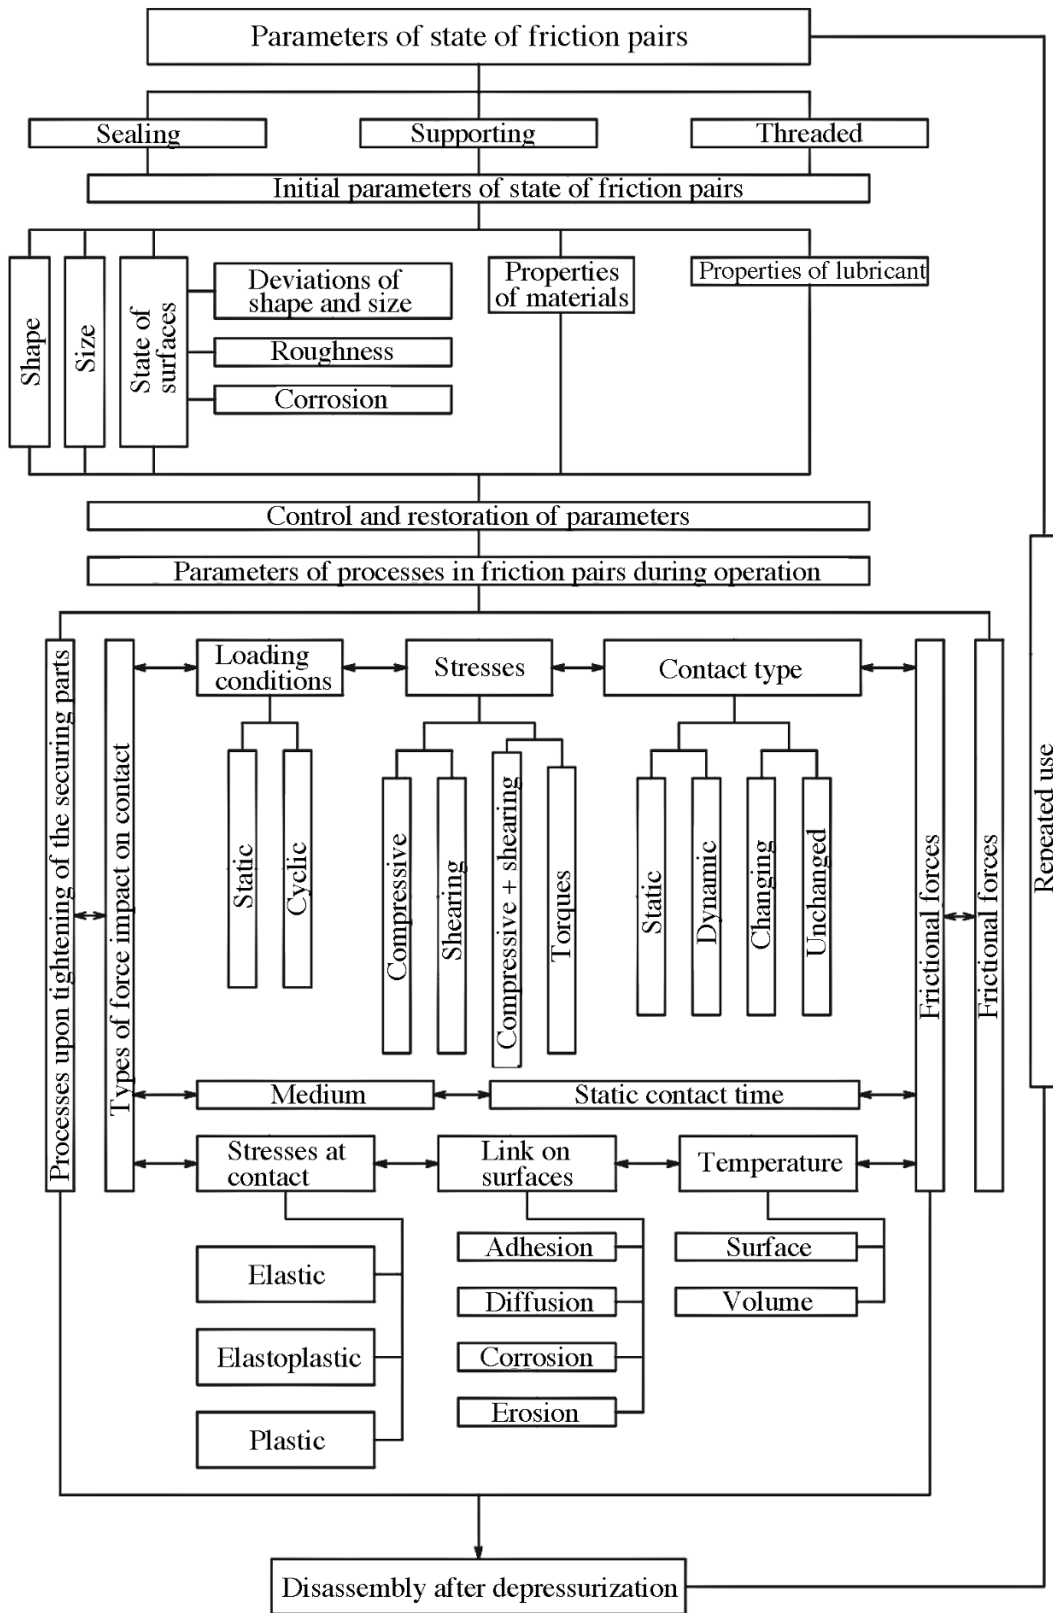 Parameters of state of friction pairs
Sealing
Supporting
Threaded
Initial parameters of state of friction pairs
Shape
Size
State of
surfaces
Deviations of
shape and size
Roughness
Corrosion
Properties
of materials
Properties of lubricant
Control and restoration of parameters
Parameters of processes in friction pairs during operation
Processes upon tightening of the securing parts
Types of force impact on contact
Loading
conditions
Stresses
Contact type
Static
Cyclic
Compressive
Shearing
Compressive + shearing
Torques
Static
Dynamic
Changing
Unchanged
Frictional forces
Frictional forces
Repeated use
Medium
Static contact time
Stresses at
contact
Link on
surfaces
Temperature
Elastic
Elastoplastic
Plastic
Adhesion
Diffusion
Corrosion
Erosion
Surface
Volume
Disassembly after depressurization